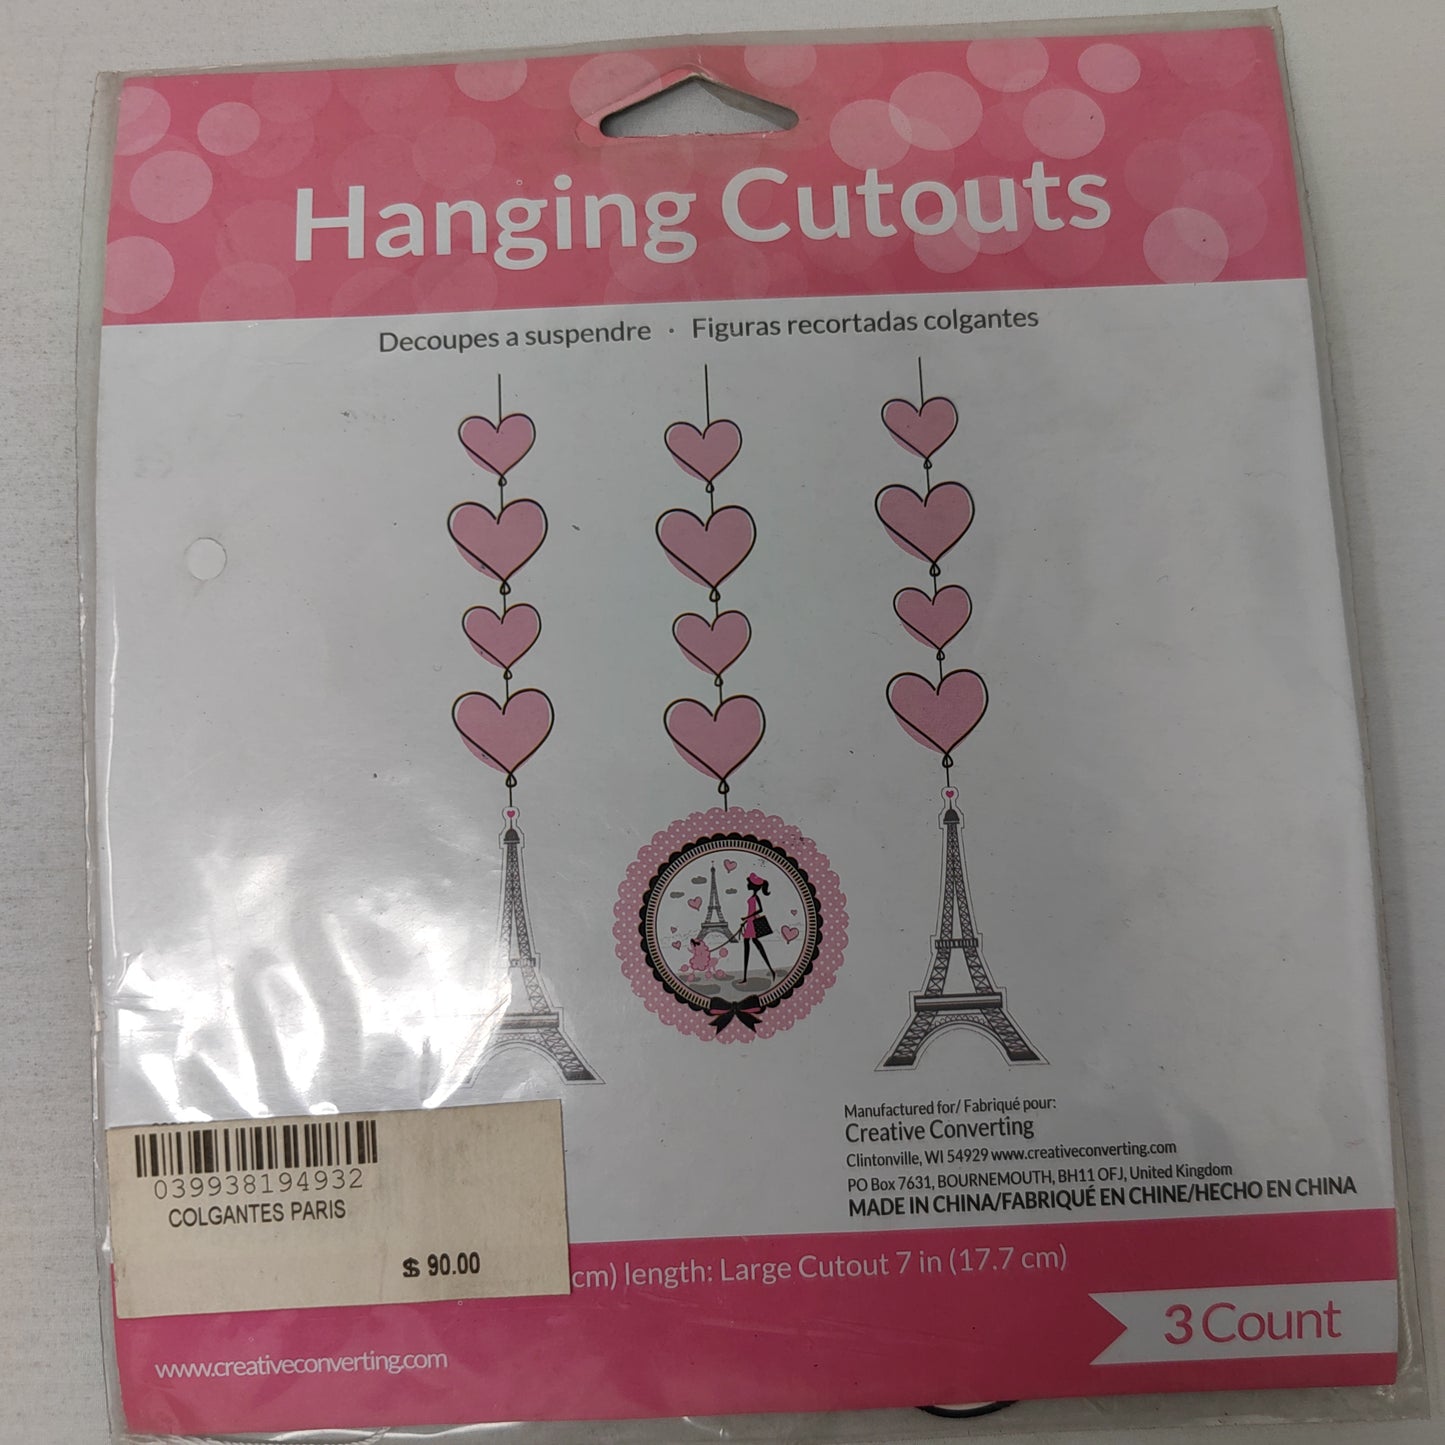 Hanging Cutouts
Decoupes a suspendre · Figuras recortadas colgantes
Manufactured for/ Fabriqué pour:
Creative Converting
Clintonville, WI 54929 www.creativeconverting.com
PO Box 7631, BOURNEMOUTH, BH11 OFJ, United Kingdom
MADE IN CHINA/FABRIQUÉ EN CHINE/HECHO EN CHINA
039938194932
COLGANTES PARIS
$ 90.00
cm) length: Large Cutout 7 in (17.7 cm)
3 Count
www.creativeconverting.com